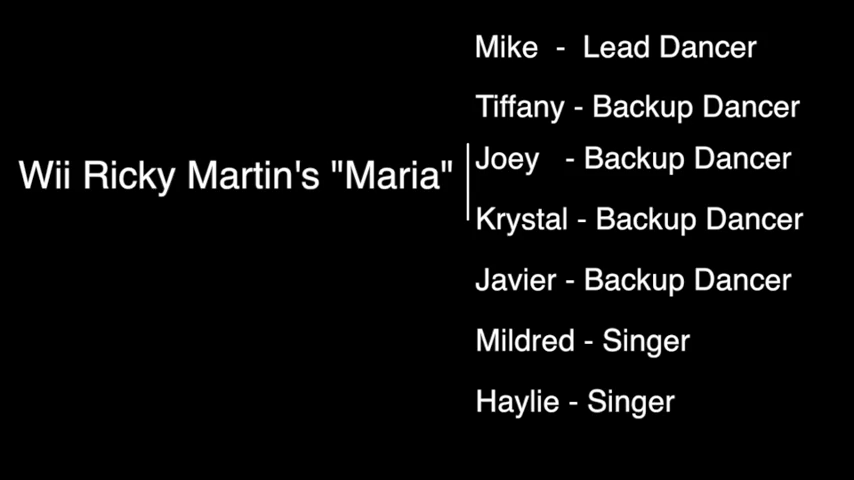 Mike - Lead Dancer
Tiffany - Backup Dancer
Wii Ricky Martin's "Maria"
Joey - Backup Dancer
Krystal - Backup Dancer
Javier - Backup Dancer
Mildred - Singer
Haylie - Singer